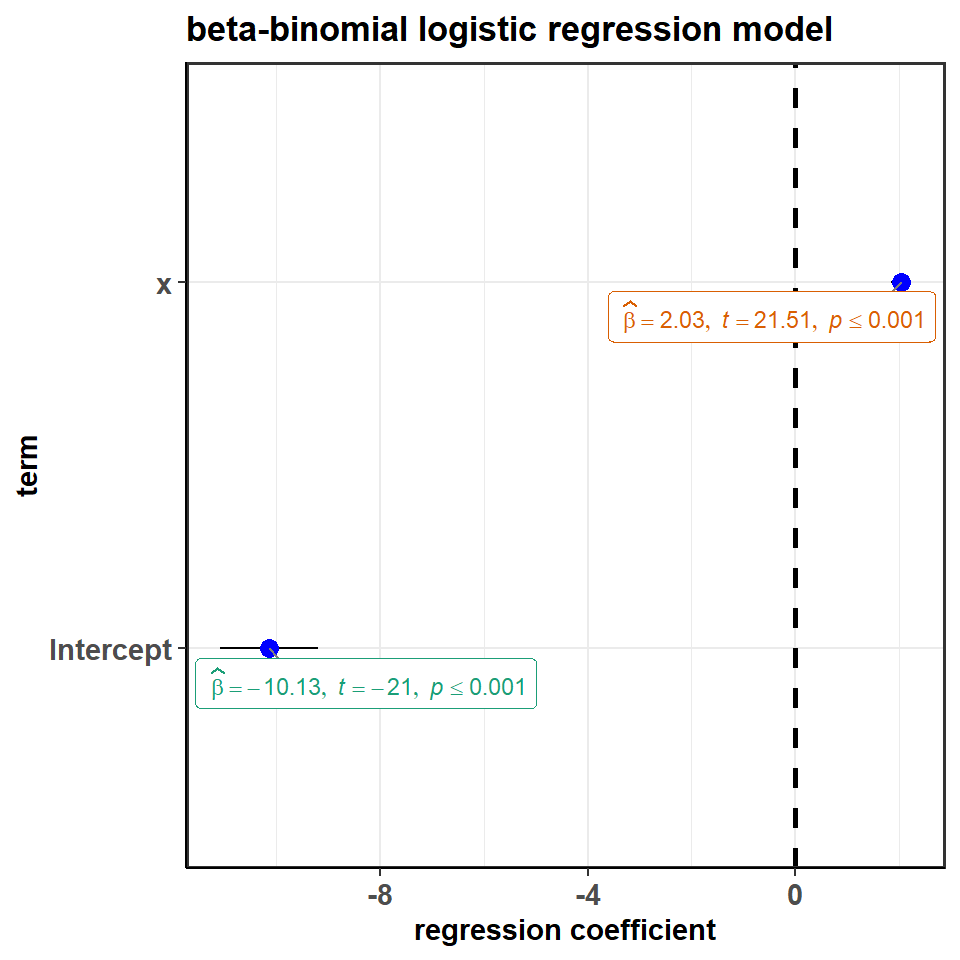 beta-binomial logistic regression model
term
x
β̂ = 2.03, t = 21.51, p ≤ 0.001
Intercept
β̂ = −10.13, t = −21, p ≤ 0.001
-8 -4 0
regression coefficient